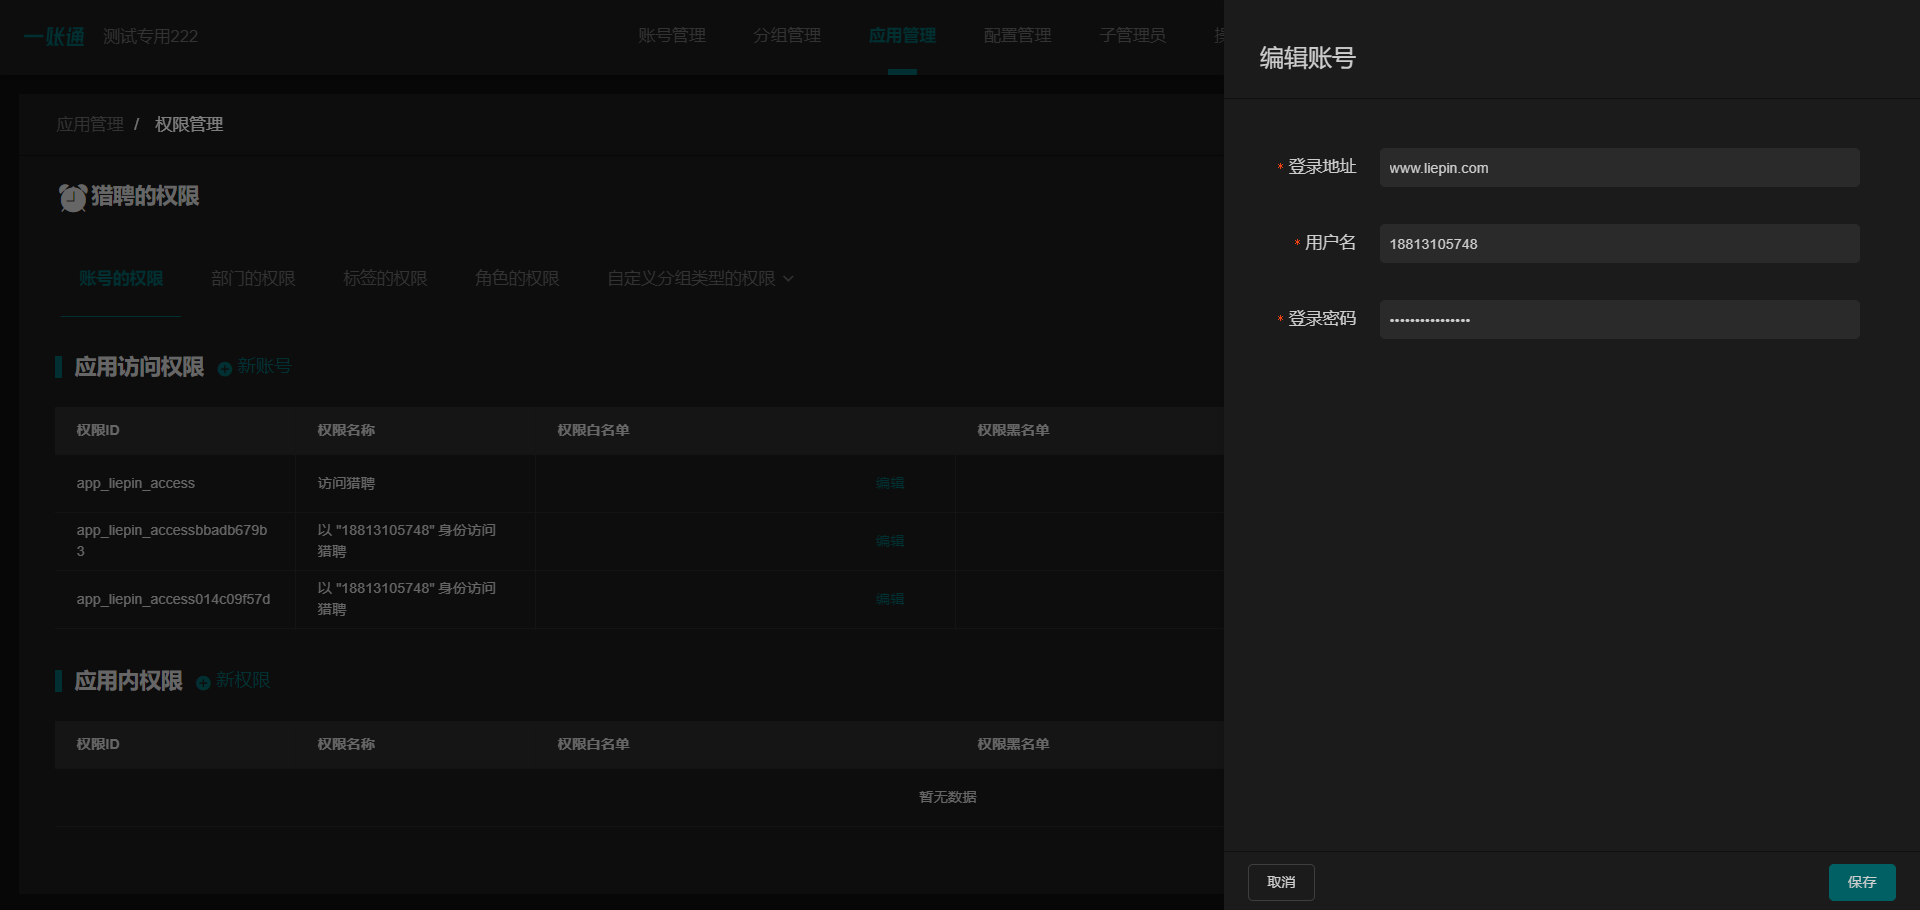 一账通 测试专用222
账号管理 分组管理 应用管理 配置管理 子管理员
应用管理 / 权限管理
猎聘的权限
账号的权限 部门的权限 标签的权限 角色的权限 自定义分组类型的权限
应用访问权限 新账号
权限ID 权限名称 权限白名单 权限黑名单
app_liepin_access 访问猎聘 编辑
app_liepin_accessbbadb679b
3
以 "18813105748" 身份访问
猎聘
编辑
app_liepin_access014c09f57d
以 "18813105748" 身份访问
猎聘
编辑
应用内权限 新权限
权限ID 权限名称 权限白名单 权限黑名单
暂无数据
编辑账号
* 登录地址 www.liepin.com
* 用户名 18813105748
* 登录密码 ••••••••••••••••
取消 保存